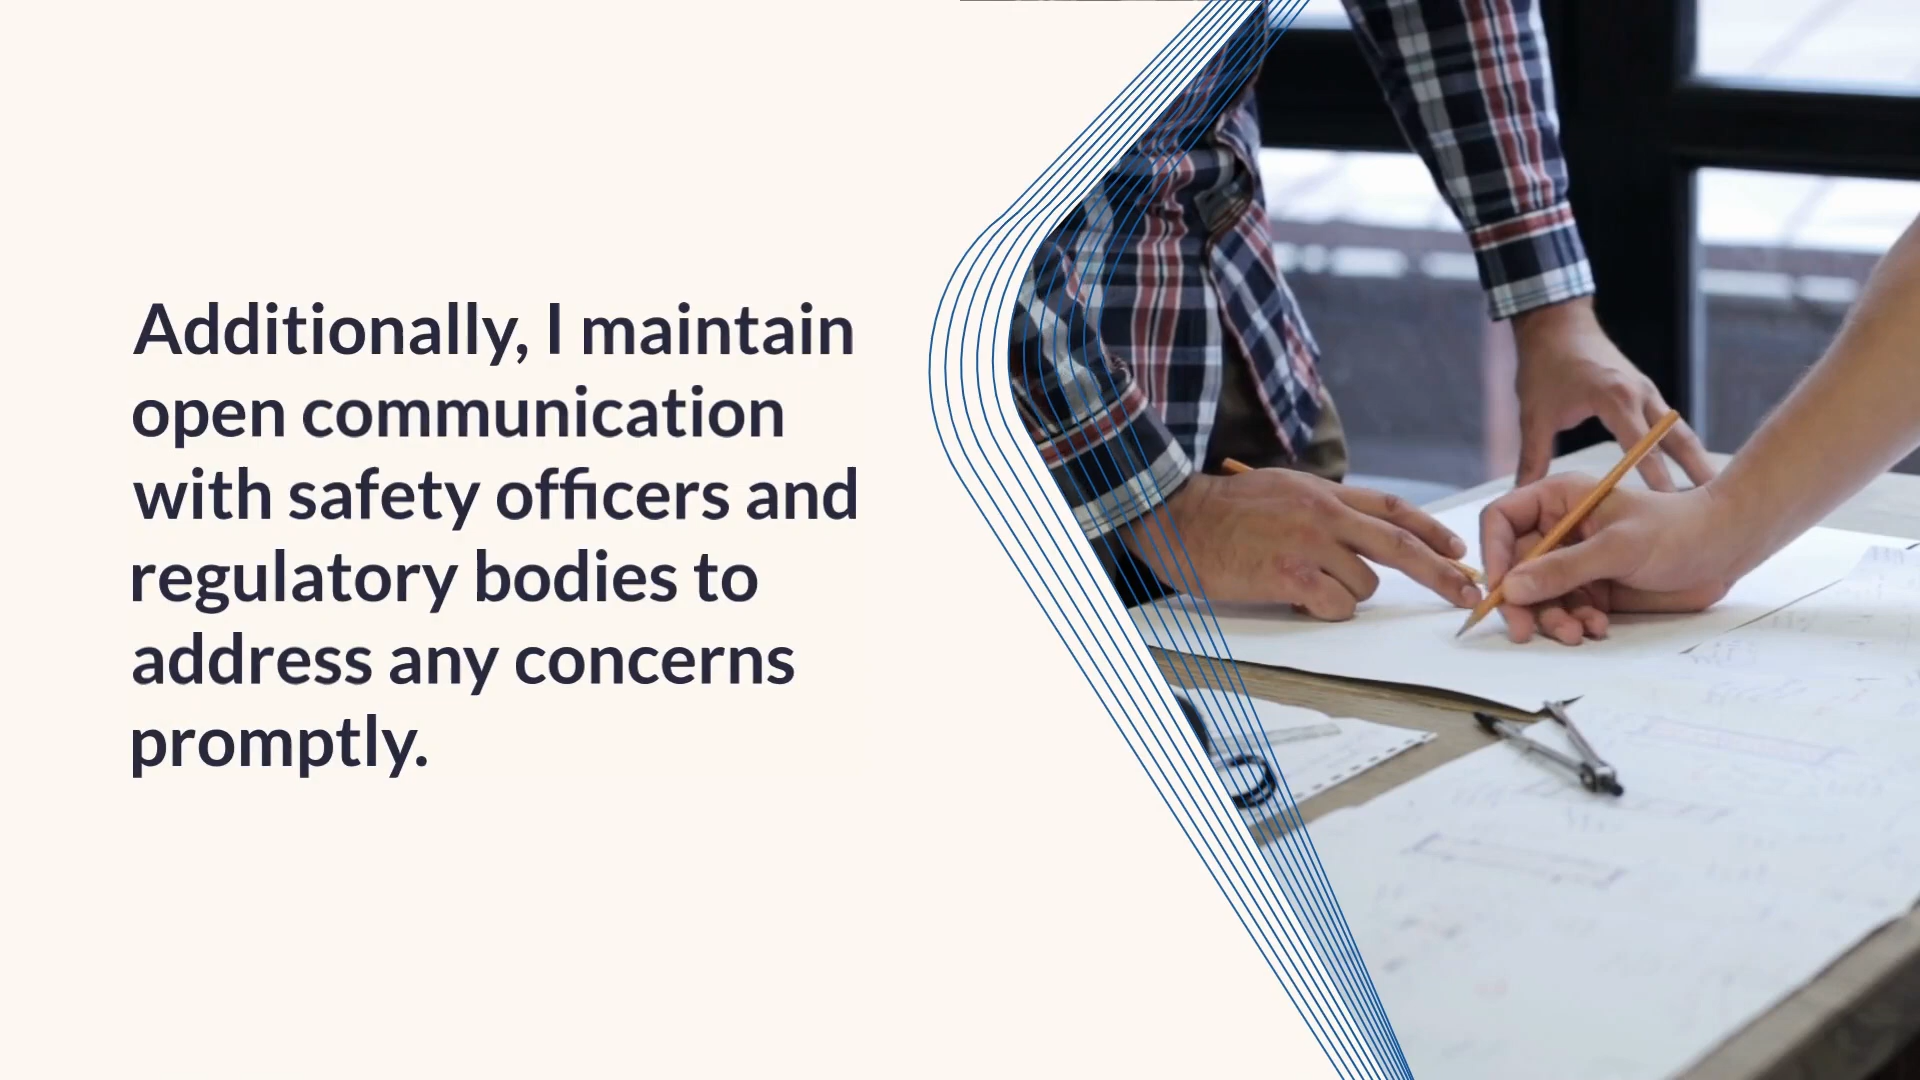 Additionally, I maintain
open communication
with safety officers and
regulatory bodies to
address any concerns
promptly.